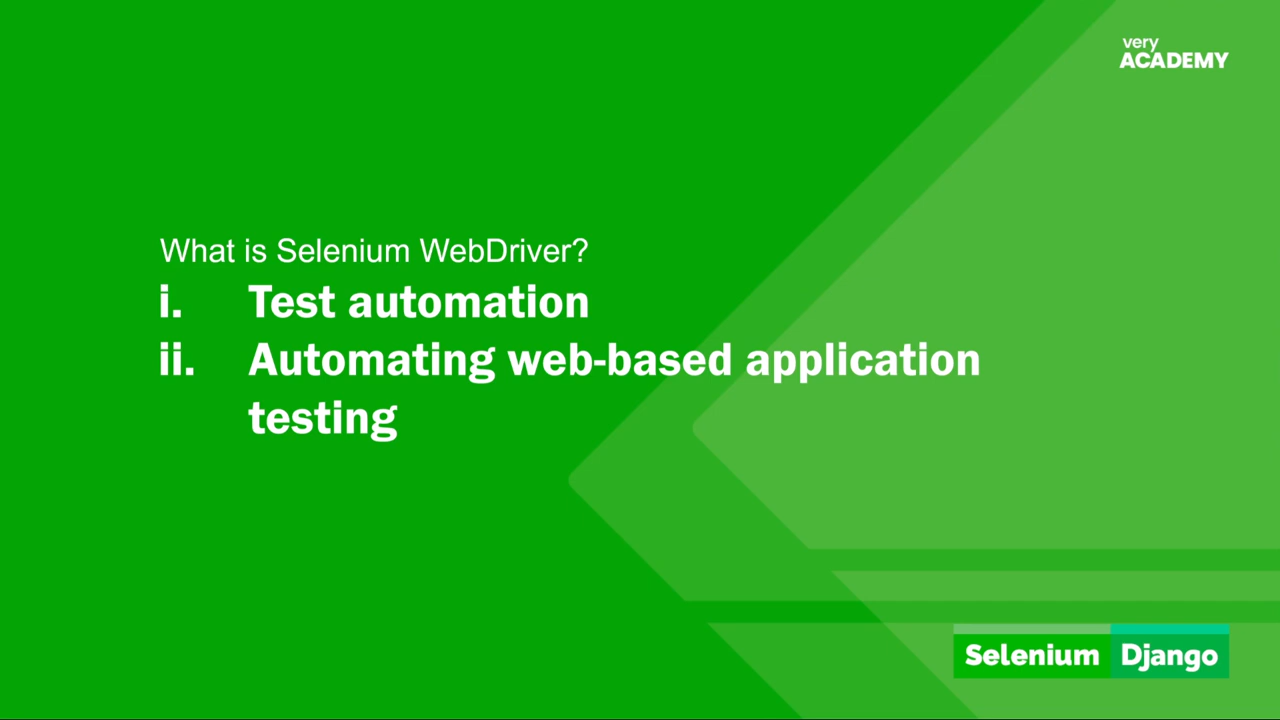 very
ACADEMY
What is Selenium WebDriver?
i. Test automation
ii. Automating web-based application
testing
Selenium Django